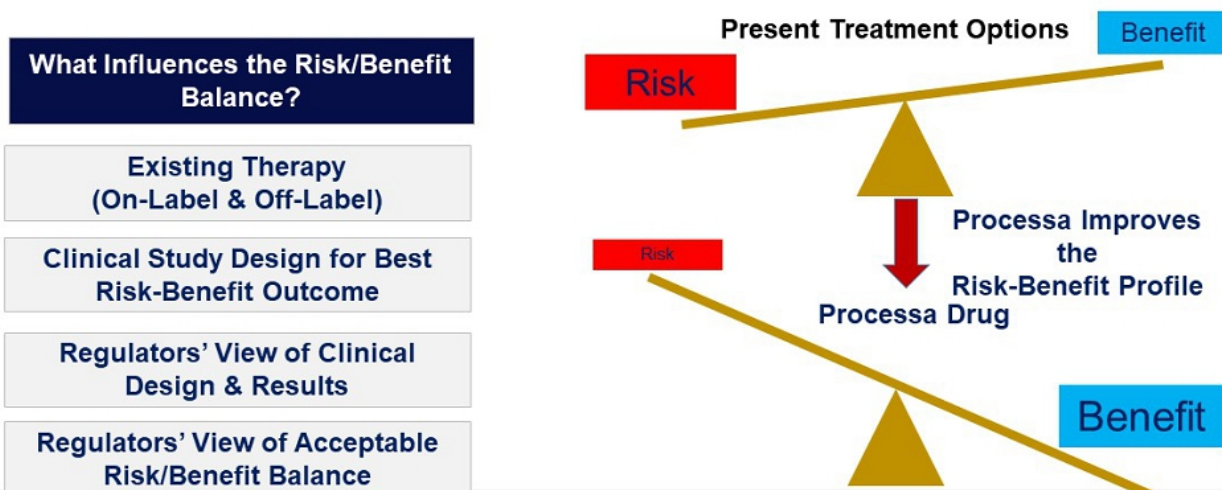 What Influences the Risk/Benefit
Balance?
Existing Therapy
(On-Label & Off-Label)
Clinical Study Design for Best
Risk-Benefit Outcome
Regulators' View of Clinical
Design & Results
Regulators' View of Acceptable
Risk/Benefit Balance
Present Treatment Options
Benefit
Risk
Processa Improves
the
Risk-Benefit Profile
Risk
Processa Drug
Benefit